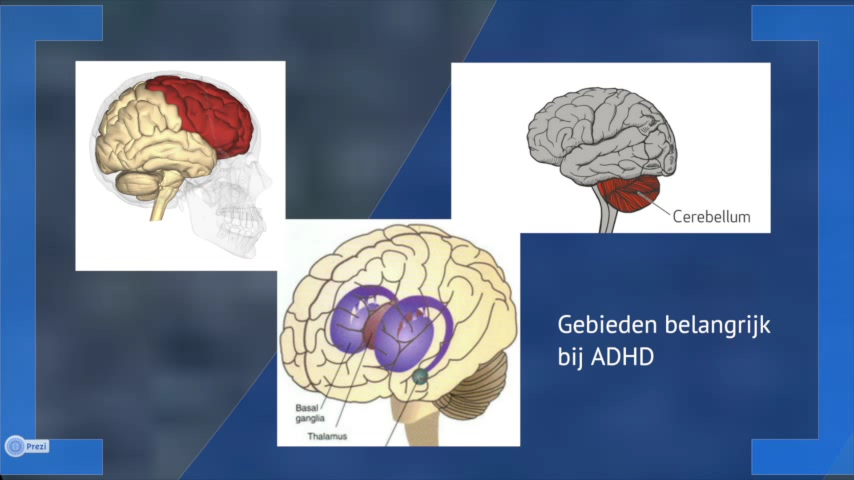 Cerebellum
Basal
ganglia
Thalamus
Gebieden belangrijk
bij ADHD
Prezi